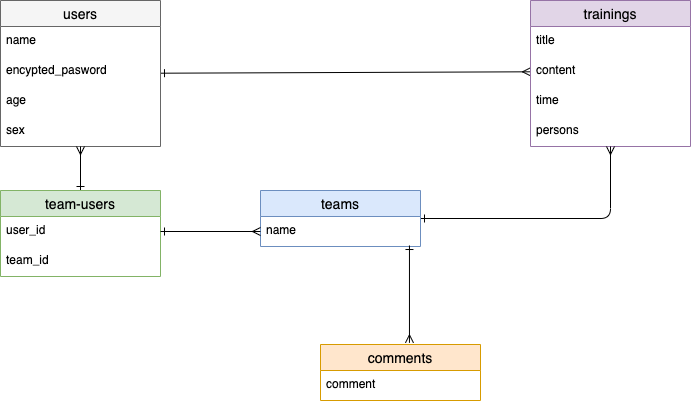 users
name
encypted_pasword
age
sex
trainings
title
content
time
persons
team-users
user_id
team_id
teams
name
comments
comment